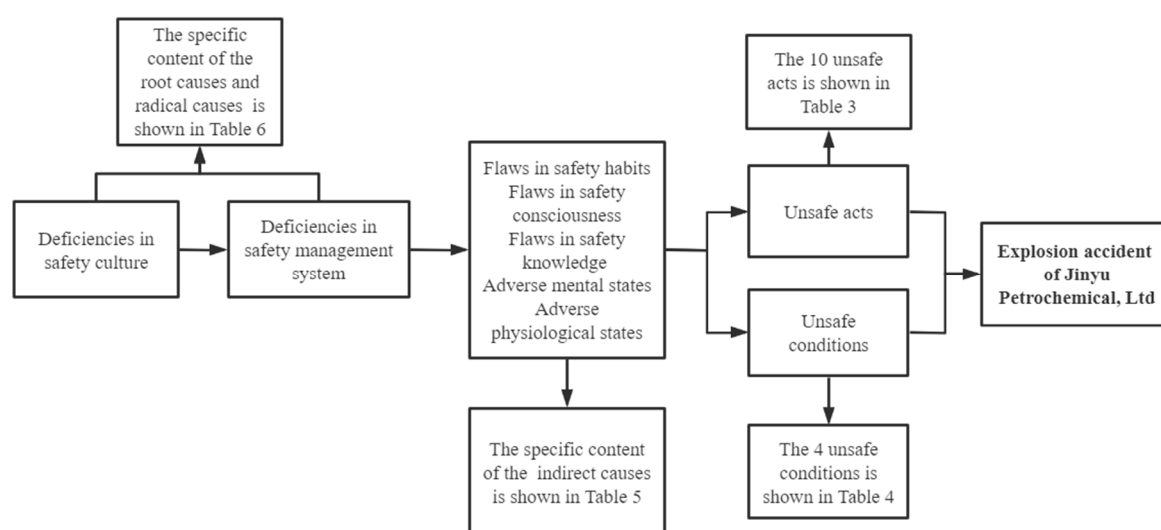 The specific
content of the
root causes and
radical causes is
shown in Table 6
Deficiencies in
safety culture
Deficiencies in
safety management
system
Flaws in safety habits
Flaws in safety
consciousness
Flaws in safety
knowledge
Adverse mental states
Adverse
physiological states
The specific content
of the indirect causes
is shown in Table 5
The 10 unsafe
acts is shown in
Table 3
Unsafe acts
Unsafe
conditions
The 4 unsafe
conditions is
shown in Table 4
Explosion accident
of Jinyu
Petrochemical, Ltd